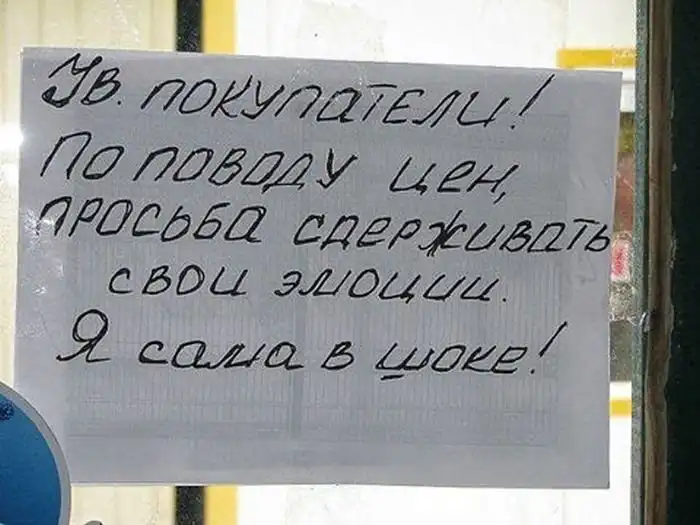 Ув. покупатели!
По поводу цен,
просьба сдерживать
свои эмоции.
Я сама в шоке!